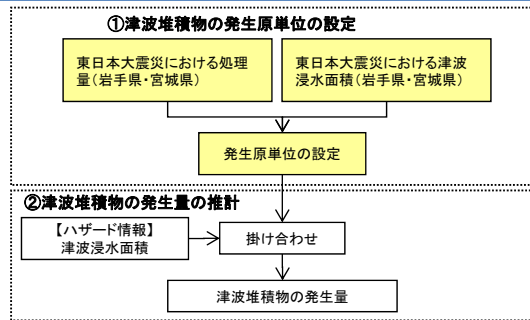 ①津波堆積物の発生原単位の設定
東日本大震災における処理
量(岩手県・宮城県)
東日本大震災における津波
浸水面積(岩手県・宮城県)
発生原単位の設定
②津波堆積物の発生量の推計
【ハザード情報】
津波浸水面積
掛け合わせ
津波堆積物の発生量